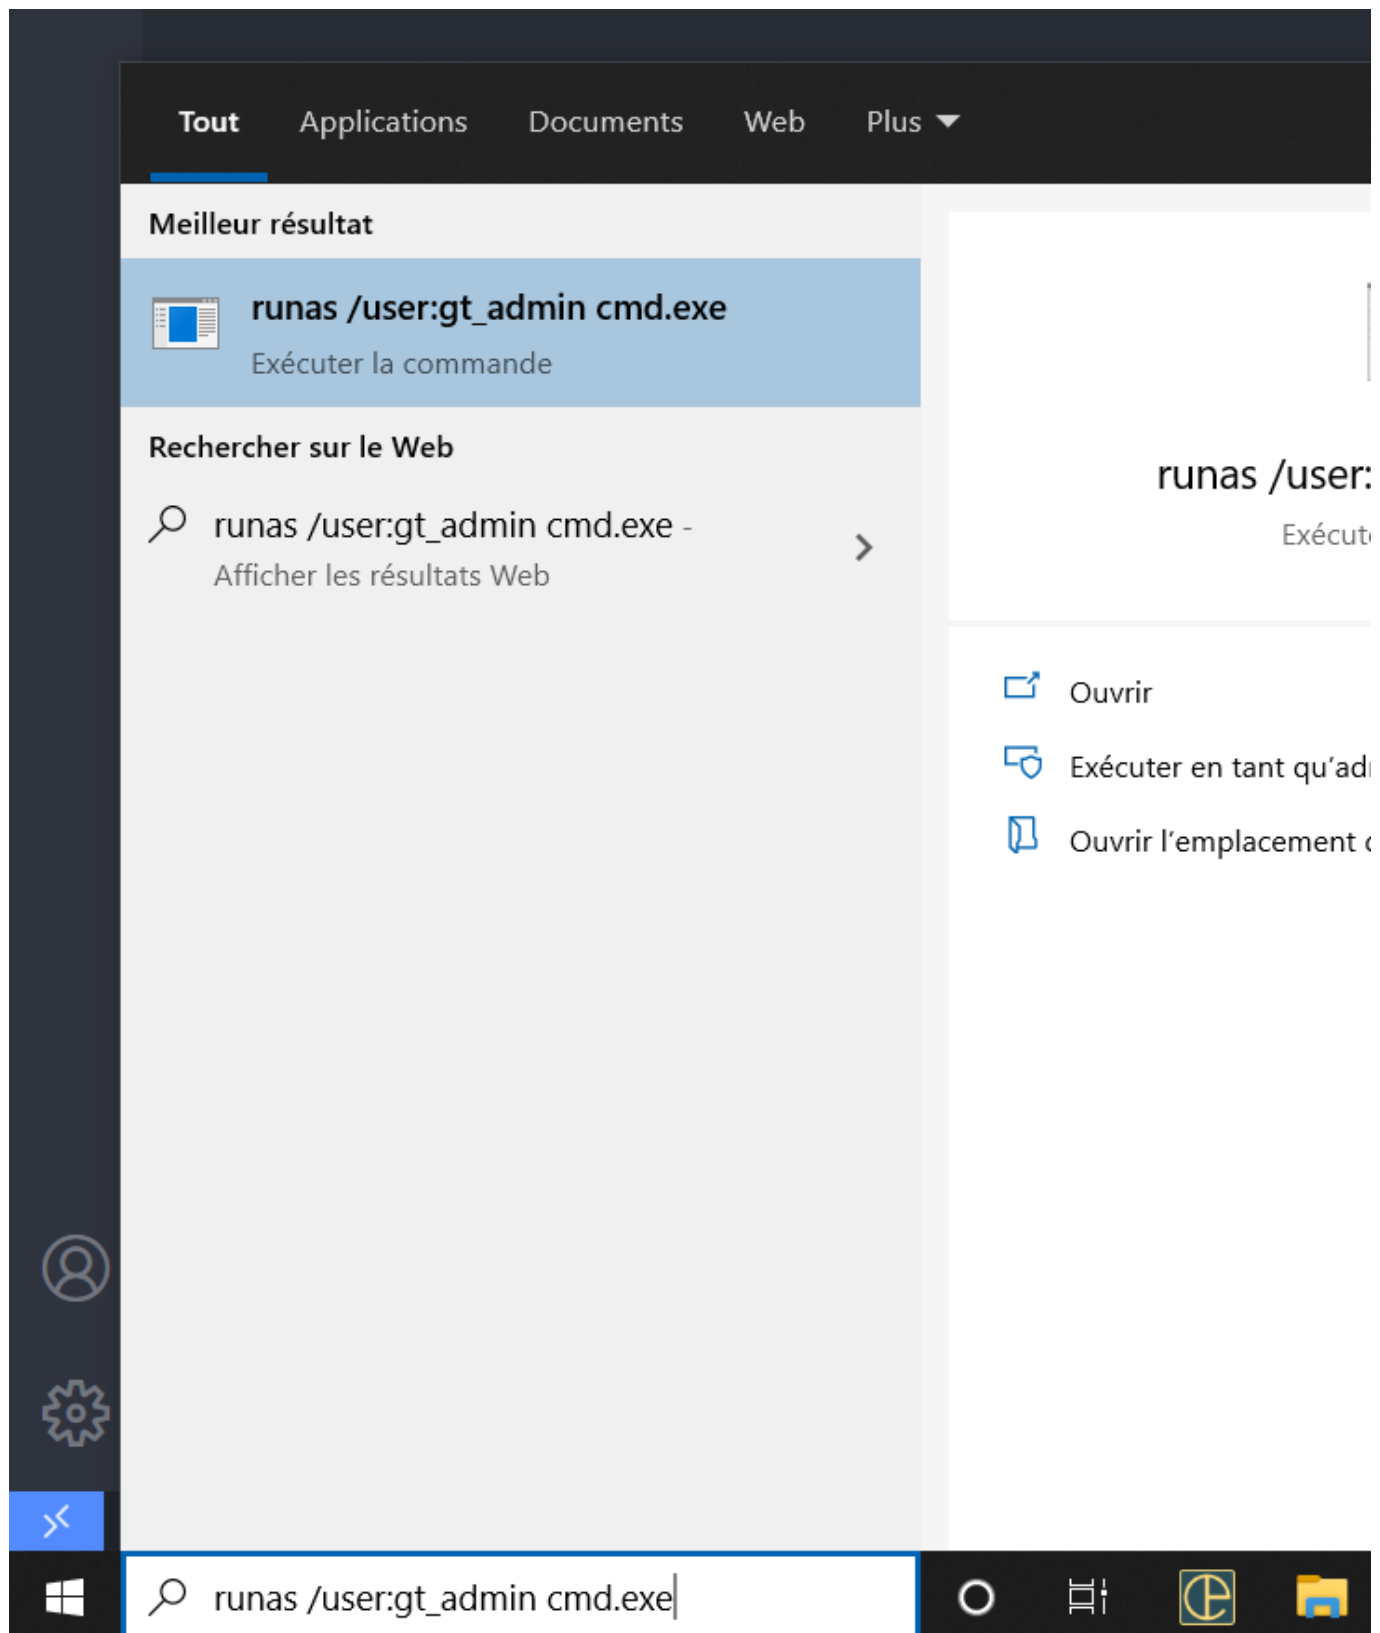 Tout Applications Documents Web Plus
Meilleur résultat
runas /user:gt_admin cmd.exe
Exécuter la commande
Rechercher sur le Web
runas /user:gt_admin cmd.exe -
Afficher les résultats Web
runas /user:
Exécut
Ouvrir
Exécuter en tant qu’ad
Ouvrir l’emplacement
runas /user:gt_admin cmd.exe